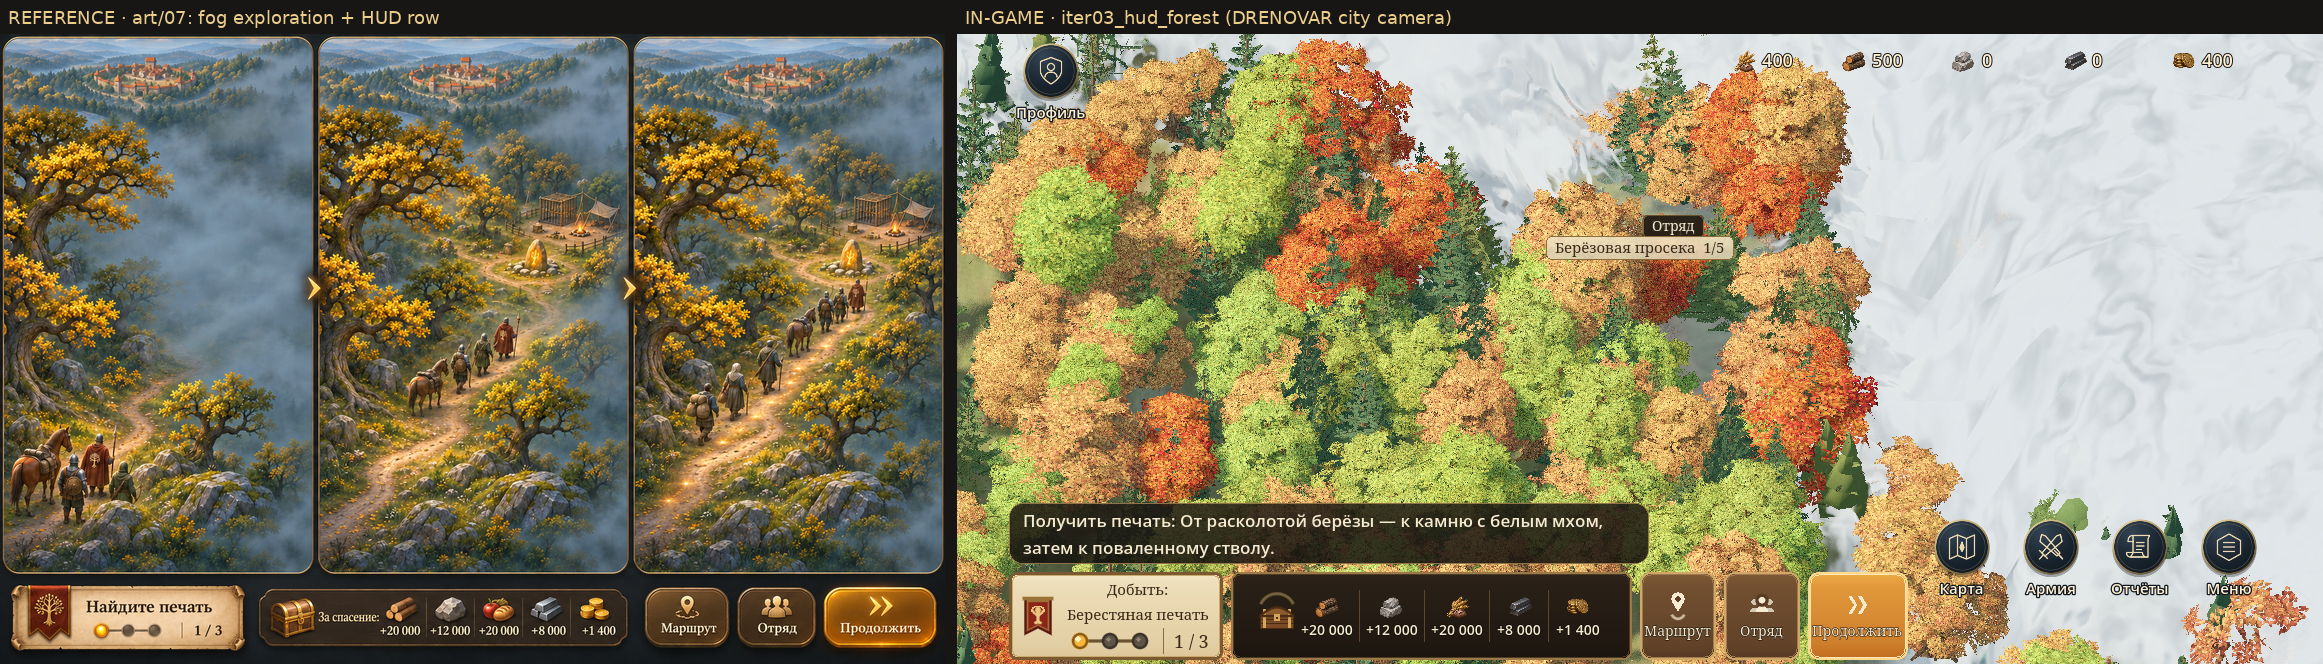 REFERENCE · art/07: fog exploration + HUD row
Найдите печать
1 / 3
За спасение:
+20 000
+12 000
+20 000
+8 000
+1 400
Маршрут
Отряд
Продолжить
IN-GAME · iter03_hud_forest (DRENOVAR city camera)
Профиль
400
500
0
0
400
Отряд
Берёзовая просека 1/5
Получить печать: От расколотой берёзы — к камню с белым мхом,
затем к поваленному стволу.
Добыть:
Берестяная печать
1 / 3
+20 000
+12 000
+20 000
+8 000
+1 400
Маршрут
Отряд
Продолжить
Карта
Армия
Отчёты
Меню